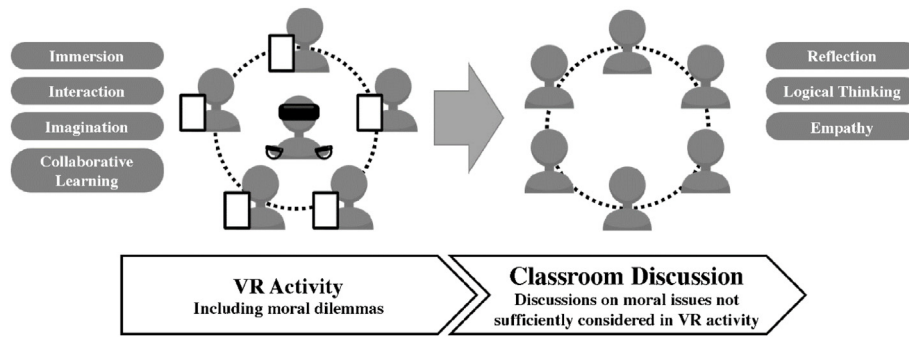 Immersion
Interaction
Imagination
Collaborative
Learning
Reflection
Logical Thinking
Empathy
VR Activity
Including moral dilemmas
Classroom Discussion
Discussions on moral issues not
sufficiently considered in VR activity